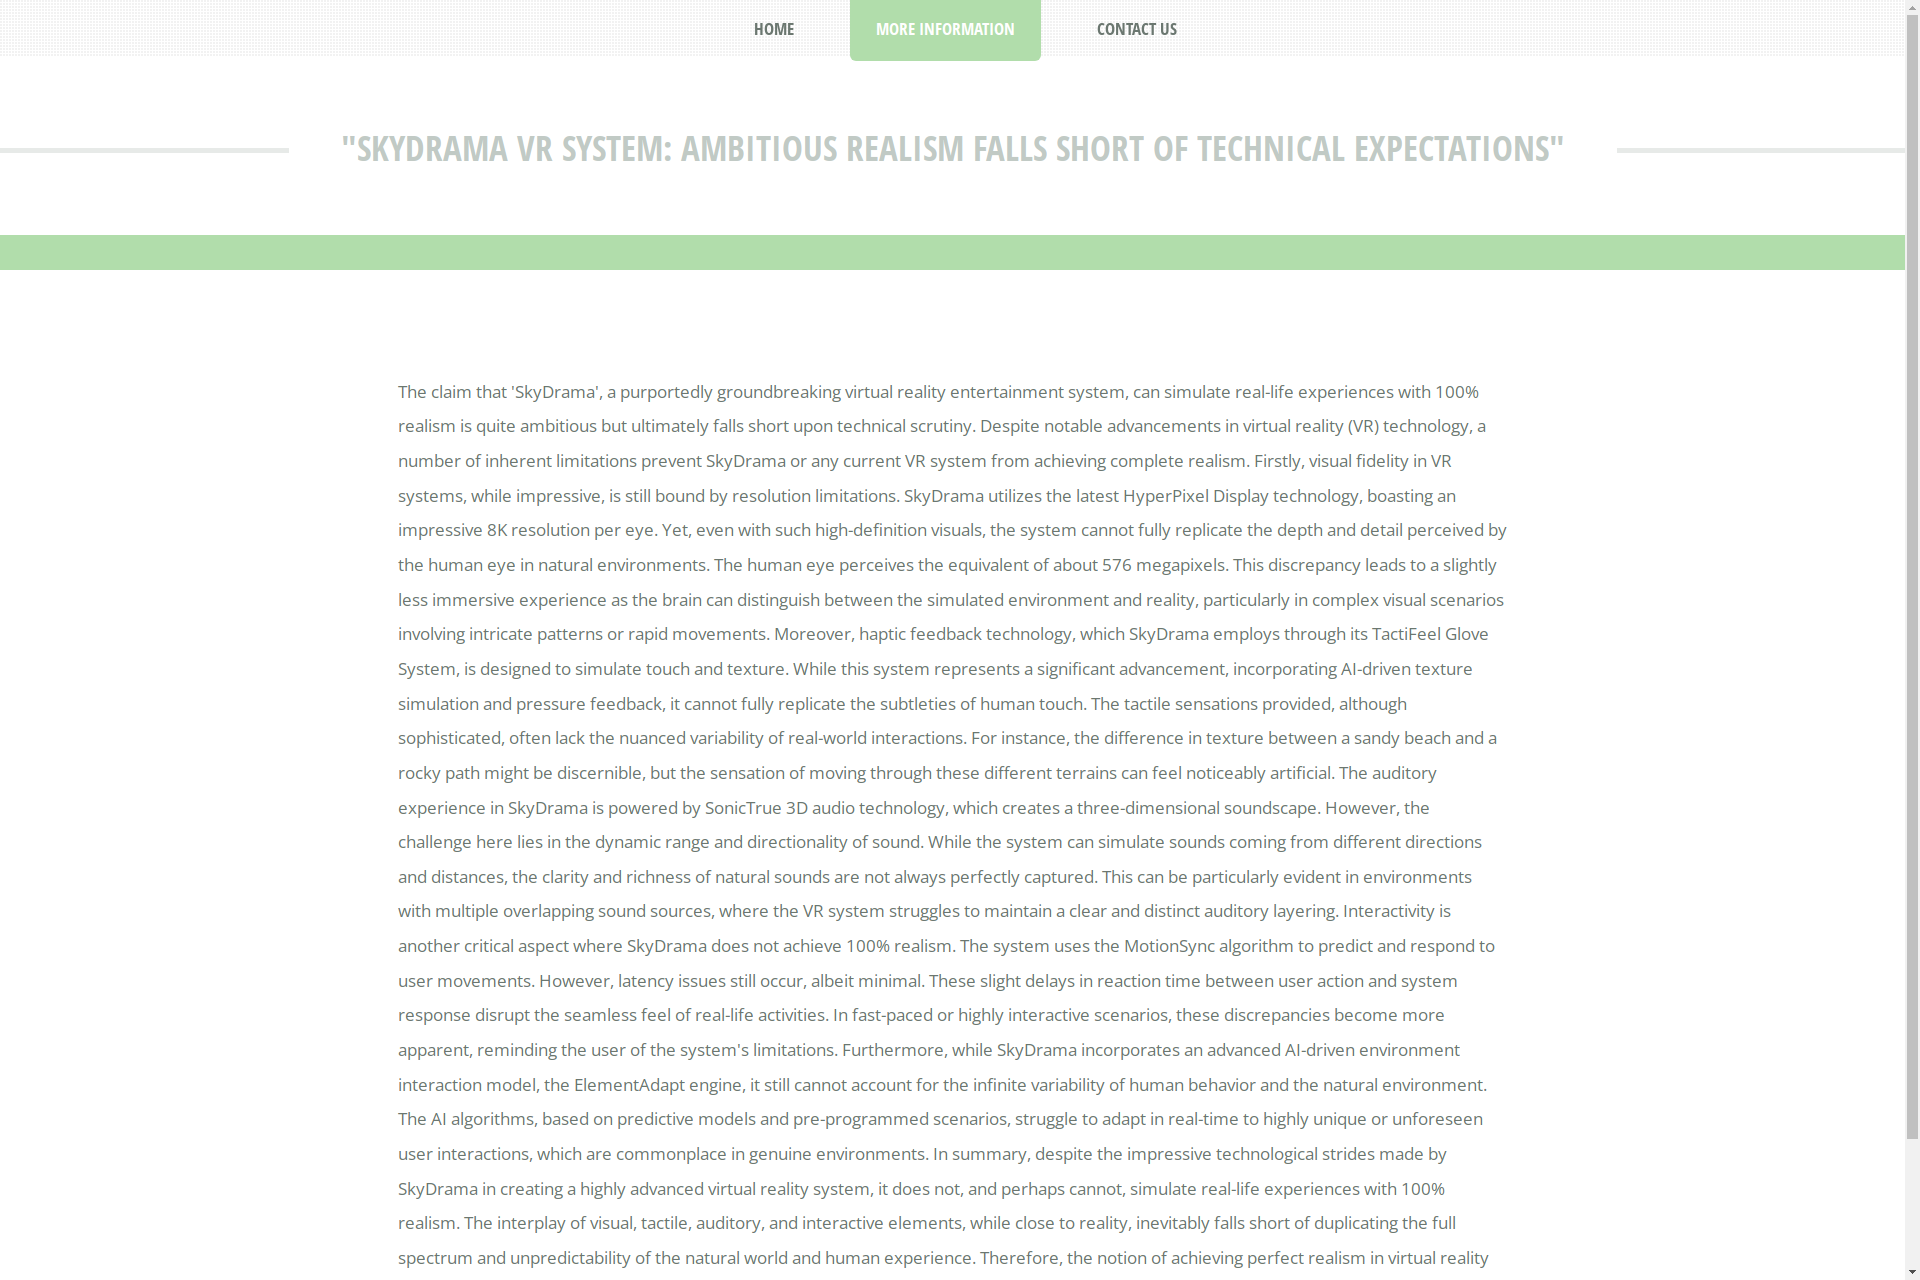 HOME
MORE INFORMATION
CONTACT US
"SKYDRAMA VR SYSTEM: AMBITIOUS REALISM FALLS SHORT OF TECHNICAL EXPECTATIONS"
The claim that 'SkyDrama', a purportedly groundbreaking virtual reality entertainment system, can simulate real-life experiences with 100%
realism is quite ambitious but ultimately falls short upon technical scrutiny. Despite notable advancements in virtual reality (VR) technology, a
number of inherent limitations prevent SkyDrama or any current VR system from achieving complete realism. Firstly, visual fidelity in VR
systems, while impressive, is still bound by resolution limitations. SkyDrama utilizes the latest HyperPixel Display technology, boasting an
impressive 8K resolution per eye. Yet, even with such high-definition visuals, the system cannot fully replicate the depth and detail perceived by
the human eye in natural environments. The human eye perceives the equivalent of about 576 megapixels. This discrepancy leads to a slightly
less immersive experience as the brain can distinguish between the simulated environment and reality, particularly in complex visual scenarios
involving intricate patterns or rapid movements. Moreover, haptic feedback technology, which SkyDrama employs through its TactiFeel Glove
System, is designed to simulate touch and texture. While this system represents a significant advancement, incorporating AI-driven texture
simulation and pressure feedback, it cannot fully replicate the subtleties of human touch. The tactile sensations provided, although
sophisticated, often lack the nuanced variability of real-world interactions. For instance, the difference in texture between a sandy beach and a
rocky path might be discernible, but the sensation of moving through these different terrains can feel noticeably artificial. The auditory
experience in SkyDrama is powered by SonicTrue 3D audio technology, which creates a three-dimensional soundscape. However, the
challenge here lies in the dynamic range and directionality of sound. While the system can simulate sounds coming from different directions
and distances, the clarity and richness of natural sounds are not always perfectly captured. This can be particularly evident in environments
with multiple overlapping sound sources, where the VR system struggles to maintain a clear and distinct auditory layering. Interactivity is
another critical aspect where SkyDrama does not achieve 100% realism. The system uses the MotionSync algorithm to predict and respond to
user movements. However, latency issues still occur, albeit minimal. These slight delays in reaction time between user action and system
response disrupt the seamless feel of real-life activities. In fast-paced or highly interactive scenarios, these discrepancies become more
apparent, reminding the user of the system's limitations. Furthermore, while SkyDrama incorporates an advanced AI-driven environment
interaction model, the ElementAdapt engine, it still cannot account for the infinite variability of human behavior and the natural environment.
The AI algorithms, based on predictive models and pre-programmed scenarios, struggle to adapt in real-time to highly unique or unforeseen
user interactions, which are commonplace in genuine environments. In summary, despite the impressive technological strides made by
SkyDrama in creating a highly advanced virtual reality system, it does not, and perhaps cannot, simulate real-life experiences with 100%
realism. The interplay of visual, tactile, auditory, and interactive elements, while close to reality, inevitably falls short of duplicating the full
spectrum and unpredictability of the natural world and human experience. Therefore, the notion of achieving perfect realism in virtual reality